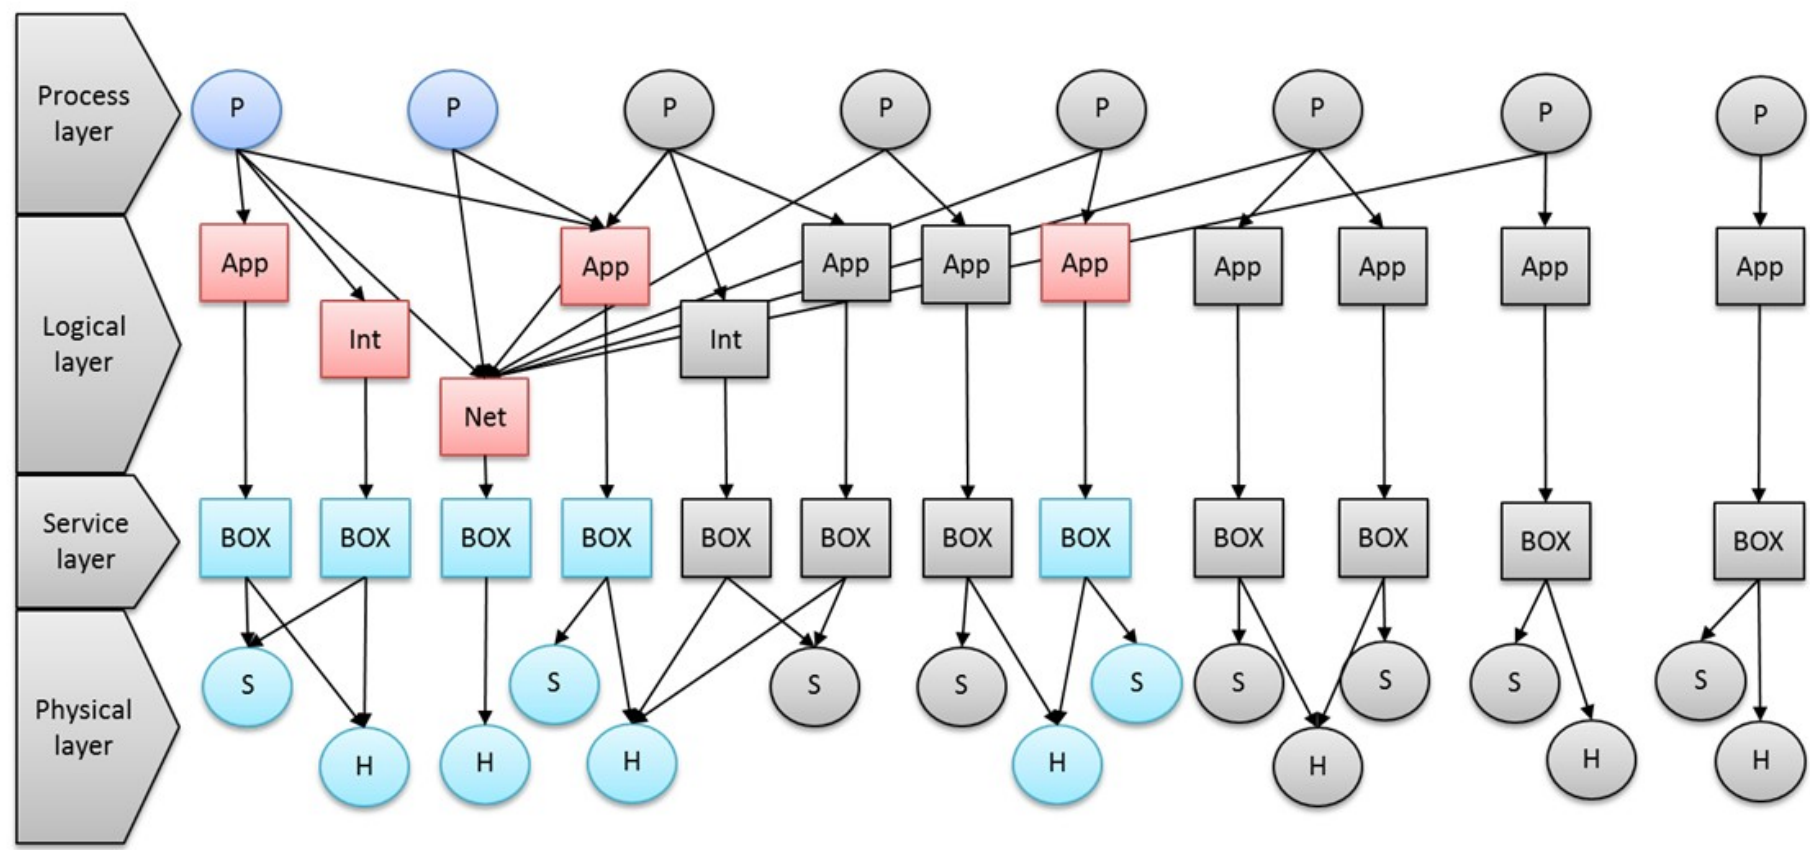 Process
layer
P P P P P P P P
App App App App App App App App App
Logical
layer
Int Int
Net
Service
layer
BOX BOX BOX BOX BOX BOX BOX BOX BOX BOX BOX BOX
Physical
layer
S S S S S S S S S
H H H H H H H